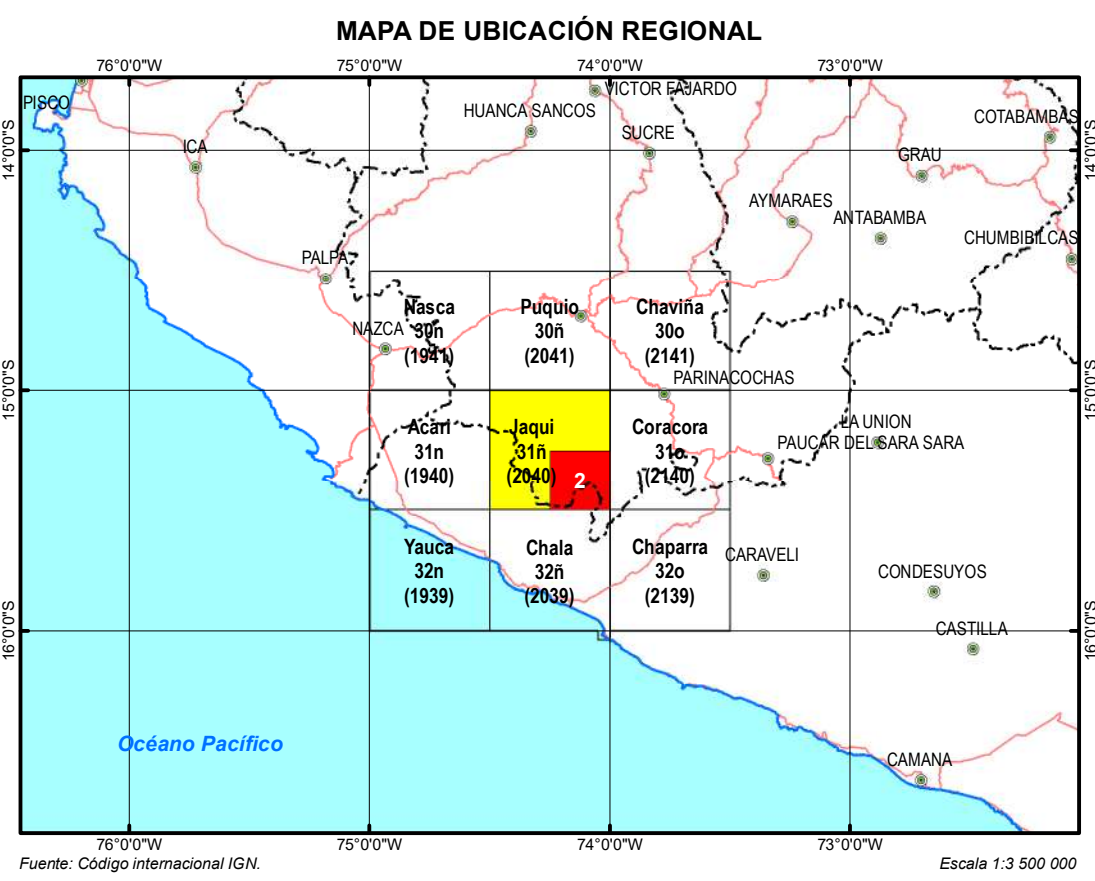 MAPA DE UBICACIÓN REGIONAL
76°0'0"W 75°0'0"W 74°0'0"W 73°0'0"W
PISCO
VICTOR FAJARDO
HUANCA SANCOS
COTABAMBAS
SUCRE
ICA
14°0'0"S
14°0'0"S
GRAU
AYMARAES
ANTABAMBA
CHUMBIBILCAS
PALPA
Nasca
30n
(1941)
Puquio
30ñ
(2041)
Chaviña
30o
(2141)
NAZCA
PARINACOCHAS
15°0'0"S
15°0'0"S
Acarí
31n
(1940)
Jaqui
31ñ
(2040)
2
Coracora
31o
(2140)
LA UNION
PAUCAR DEL SARA SARA
Yauca
32n
(1939)
Chala
32ñ
(2039)
Chaparra
32o
(2139)
CARAVELI
CONDESUYOS
CASTILLA
16°0'0"S
16°0'0"S
Océano Pacífico
CAMANA
76°0'0"W 75°0'0"W 74°0'0"W 73°0'0"W
Fuente: Código internacional IGN.
Escala 1:3 500 000